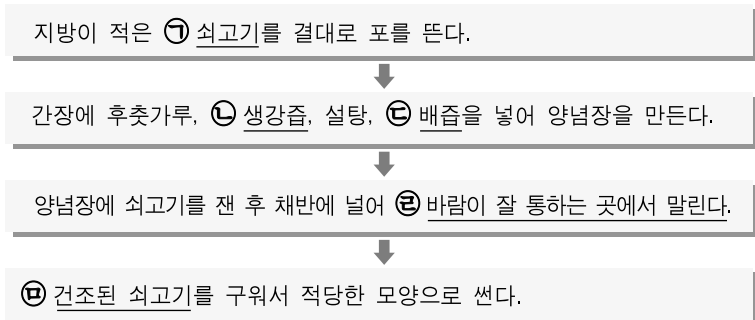 지방이 적은 ㉠ 쇠고기를 결대로 포를 뜬다.
간장에 후춧가루, ㉡ 생강즙, 설탕, ㉢ 배즙을 넣어 양념장을 만든다.
양념장에 쇠고기를 잰 후 채반에 널어 ㉣ 바람이 잘 통하는 곳에서 말린다.
㉤ 건조된 쇠고기를 구워서 적당한 모양으로 썬다.